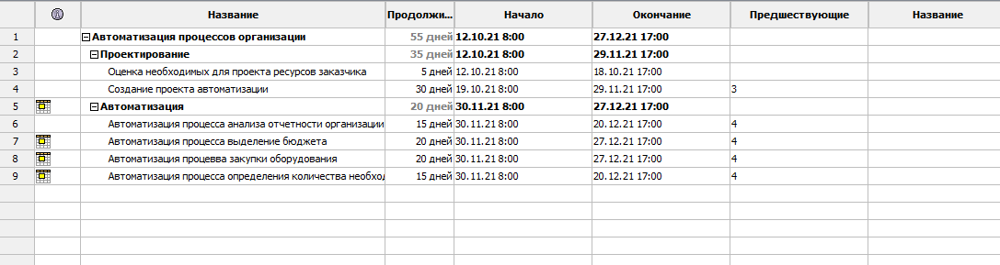 Название Продолжи... Начало Окончание Предшествующие Название
1 Автоматизация процессов организации 55 дней 12.10.21 8:00 27.12.21 17:00
2 Проектирование 35 дней 12.10.21 8:00 29.11.21 17:00
3 Оценка необходимых для проекта ресурсов заказчика 5 дней 12.10.21 8:00 18.10.21 17:00
4 Создание проекта автоматизации 30 дней 19.10.21 8:00 29.11.21 17:00 3
5 Автоматизация 20 дней 30.11.21 8:00 27.12.21 17:00
6 Автоматизация процесса анализа отчетности организации 15 дней 30.11.21 8:00 20.12.21 17:00 4
7 Автоматизация процесса выделение бюджета 20 дней 30.11.21 8:00 27.12.21 17:00 4
8 Автоматизация процевва закупки оборудования 20 дней 30.11.21 8:00 27.12.21 17:00 4
9 Автоматизация процесса определения количества необход 15 дней 30.11.21 8:00 20.12.21 17:00 4